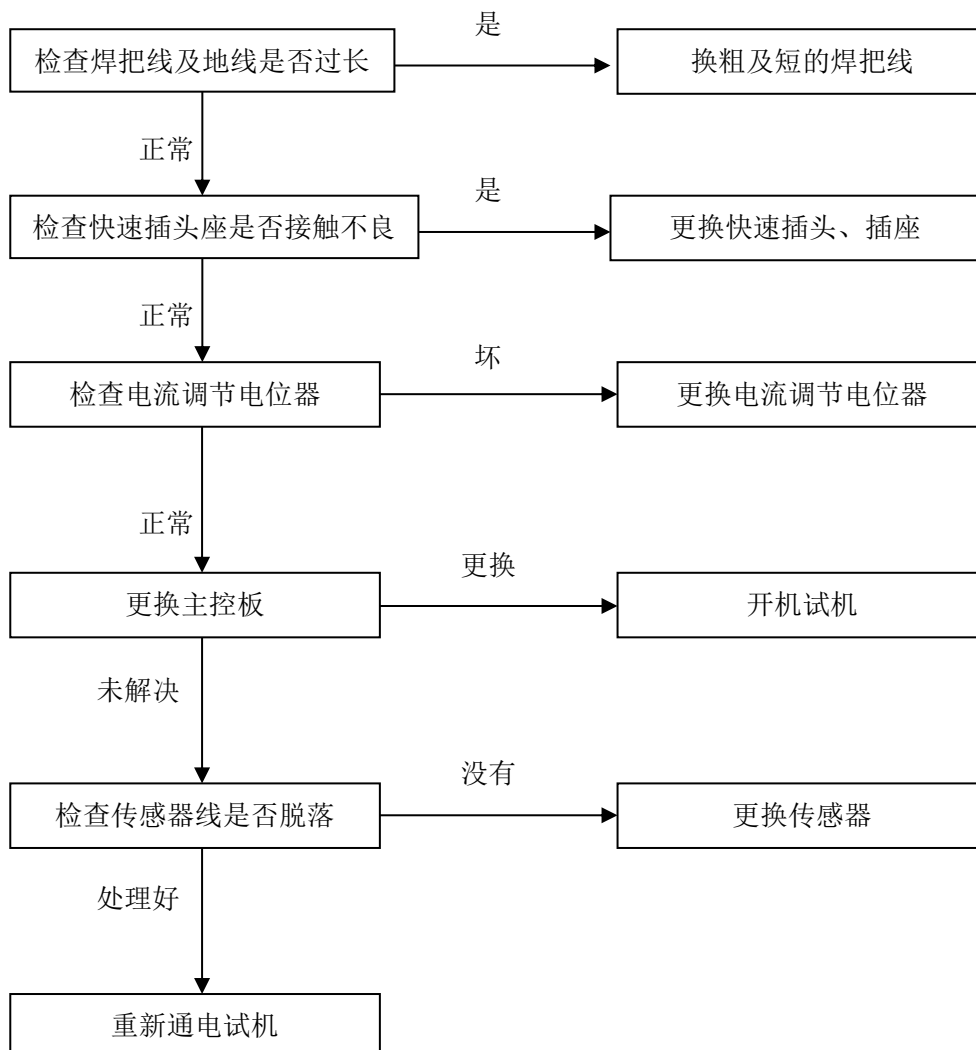 是
检查焊把线及地线是否过长
换粗及短的焊把线
正常
是
检查快速插头座是否接触不良
更换快速插头、插座
正常
坏
检查电流调节电位器
更换电流调节电位器
正常
更换
更换主控板
开机试机
未解决
没有
检查传感器线是否脱落
更换传感器
处理好
重新通电试机